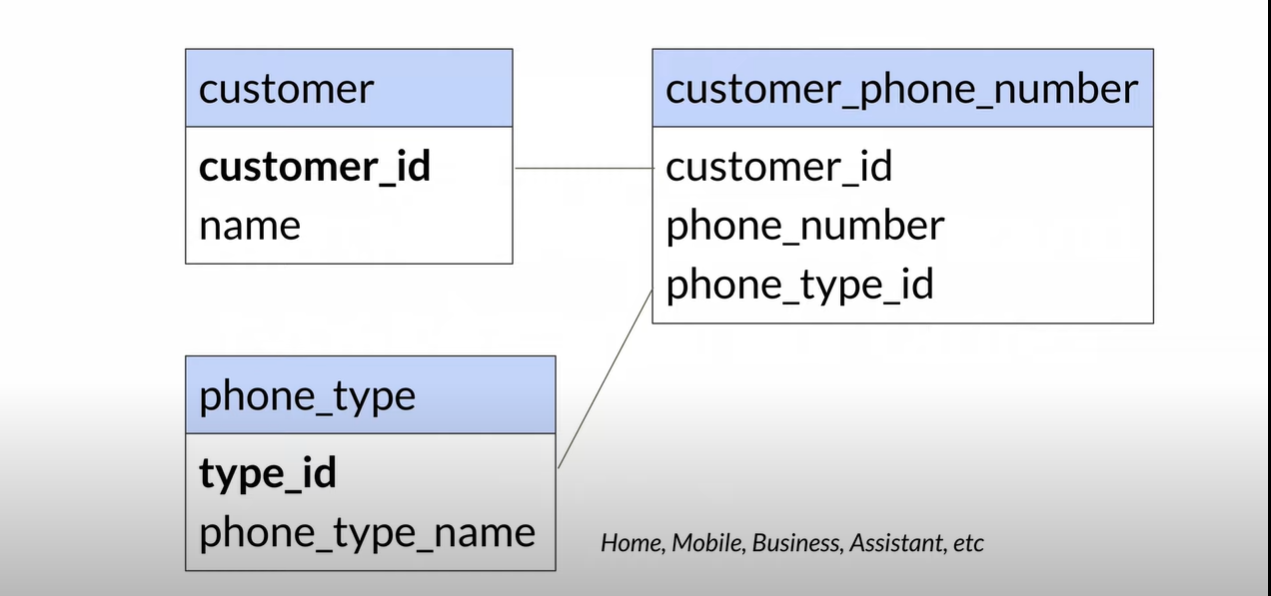 customer
customer_id
name
customer_phone_number
customer_id
phone_number
phone_type_id
phone_type
type_id
phone_type_name
Home, Mobile, Business, Assistant, etc